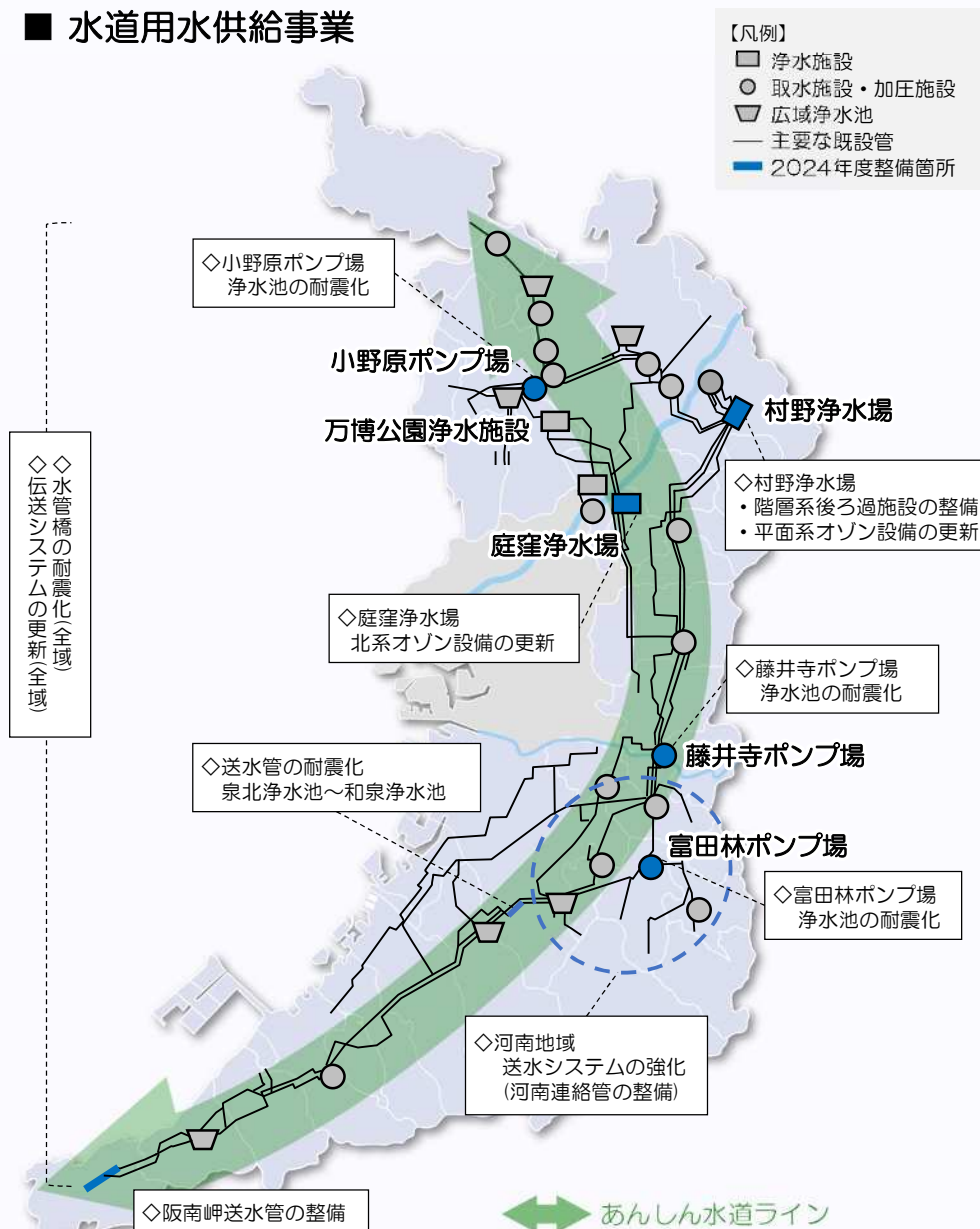 ■ 水道用水供給事業
【凡例】
浄水施設
取水施設・加圧施設
広域浄水池
主要な既設管
2024年度整備箇所
◇小野原ポンプ場
浄水池の耐震化
小野原ポンプ場
万博公園浄水施設
村野浄水場
◇村野浄水場
・階層系後ろ過施設の整備
・平面系オゾン設備の更新
庭窪浄水場
◇庭窪浄水場
北系オゾン設備の更新
◇水管橋の耐震化(全域)
◇伝送システムの更新(全域)
◇藤井寺ポンプ場
浄水池の耐震化
藤井寺ポンプ場
◇送水管の耐震化
泉北浄水池～和泉浄水池
富田林ポンプ場
◇富田林ポンプ場
浄水池の耐震化
◇河南地域
送水システムの強化
(河南連絡管の整備)
◇阪南岬送水管の整備
あんしん水道ライン